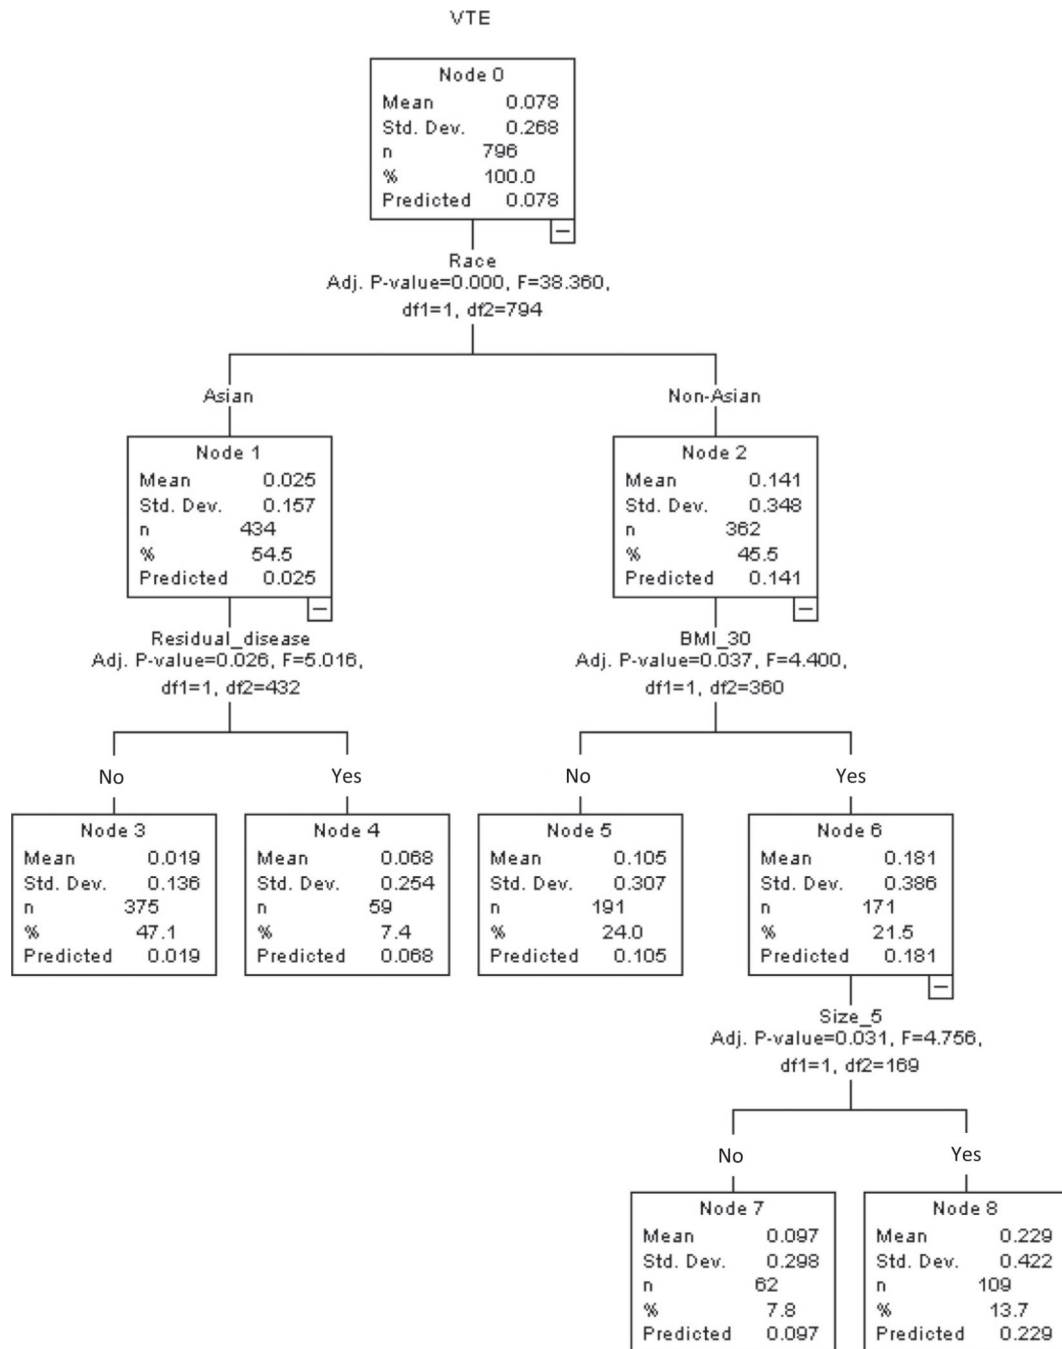 VTE
Node 0
Mean 0.078
Std. Dev. 0.268
n 796
% 100.0
Predicted 0.078
Race
Adj. P-value=0.000, F=38.360,
df1=1, df2=794
Asian
Non-Asian
Node 1
Mean 0.025
Std. Dev. 0.157
n 434
% 54.5
Predicted 0.025
Node 2
Mean 0.141
Std. Dev. 0.348
n 362
% 45.5
Predicted 0.141
Residual_disease
Adj. P-value=0.026, F=5.016,
df1=1, df2=432
BMI_30
Adj. P-value=0.037, F=4.400,
df1=1, df2=360
No
Yes
No
Yes
Node 3
Mean 0.019
Std. Dev. 0.136
n 375
% 47.1
Predicted 0.019
Node 4
Mean 0.068
Std. Dev. 0.254
n 59
% 7.4
Predicted 0.068
Node 5
Mean 0.105
Std. Dev. 0.307
n 191
% 24.0
Predicted 0.105
Node 6
Mean 0.181
Std. Dev. 0.386
n 171
% 21.5
Predicted 0.181
Size_5
Adj. P-value=0.031, F=4.756,
df1=1, df2=169
No
Yes
Node 7
Mean 0.097
Std. Dev. 0.298
n 62
% 7.8
Predicted 0.097
Node 8
Mean 0.229
Std. Dev. 0.422
n 109
% 13.7
Predicted 0.229